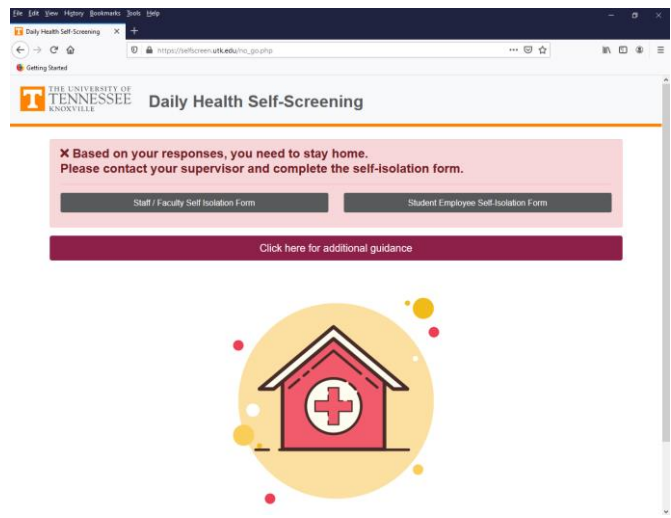 File Edit View History Bookmarks Tools Help
Daily Health Self-Screening
https://selfscreen.utk.edu/no_go.php
Getting Started
THE UNIVERSITY OF
TENNESSEE
KNOXVILLE
Daily Health Self-Screening
Based on your responses, you need to stay home.
Please contact your supervisor and complete the self-isolation form.
Staff / Faculty Self Isolation Form
Student Employee Self-Isolation Form
Click here for additional guidance